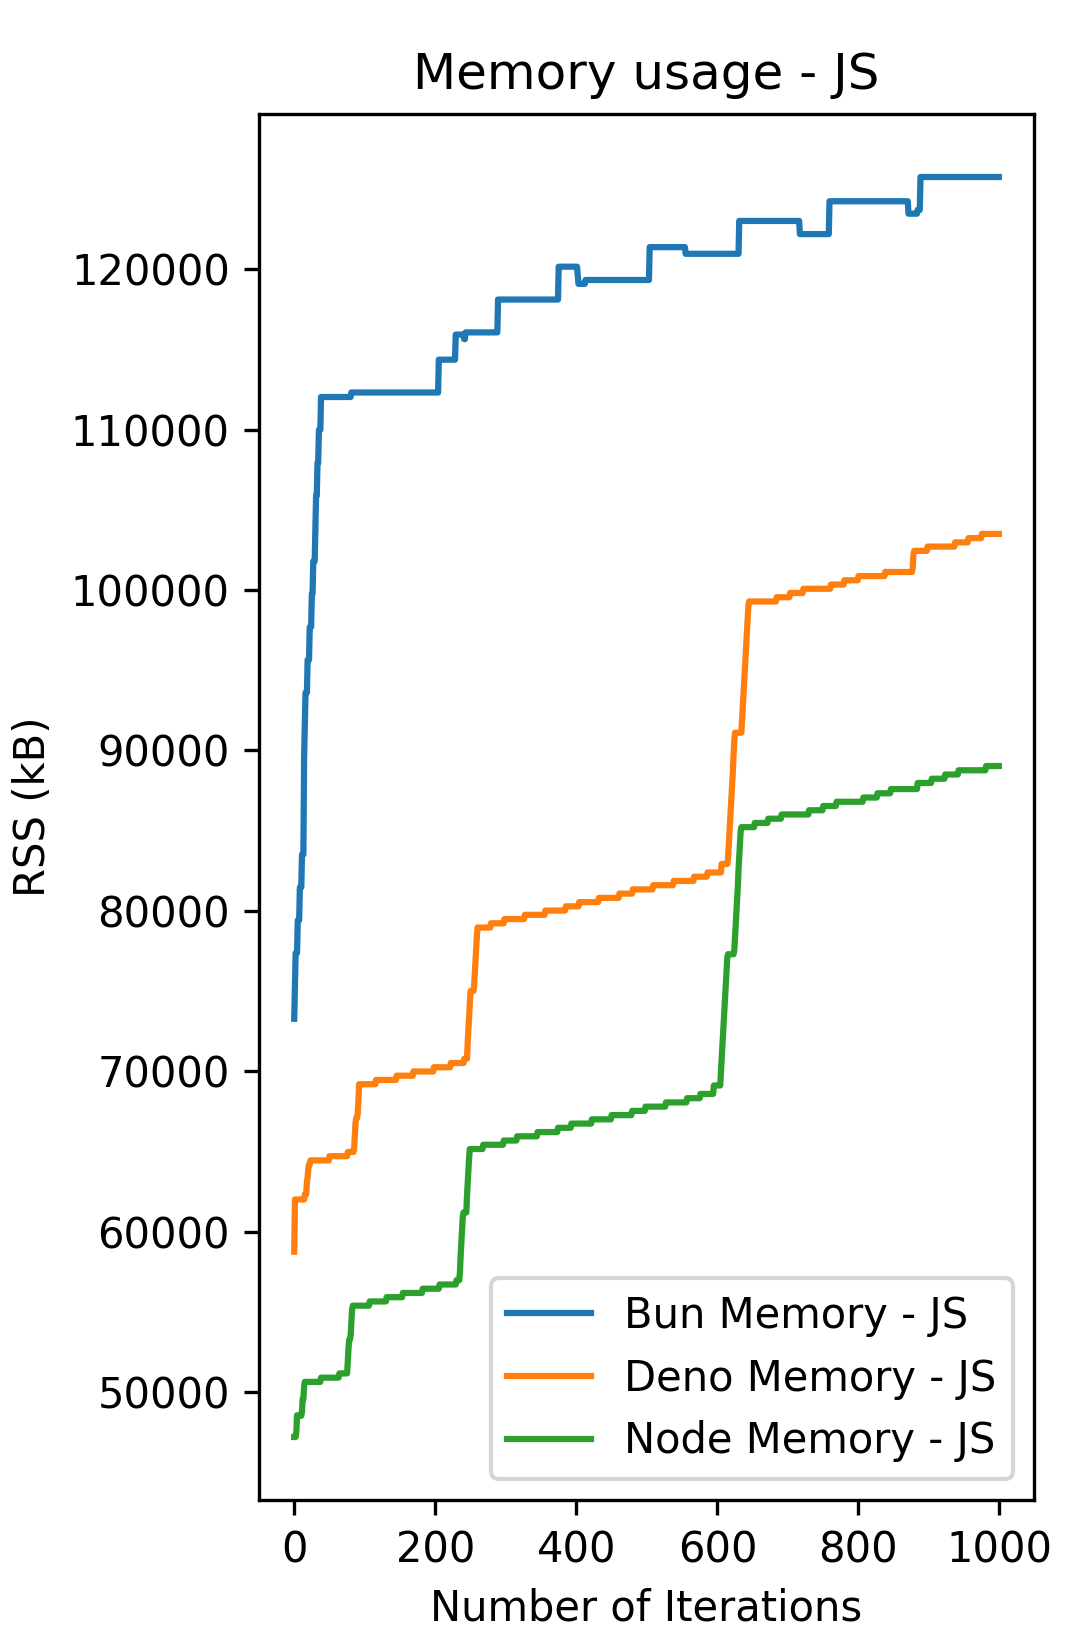 Memory usage - JS
120000
110000
100000
90000
80000
70000
60000
50000
RSS (kB)
Bun Memory - JS
Deno Memory - JS
Node Memory - JS
0 200 400 600 800 1000
Number of Iterations